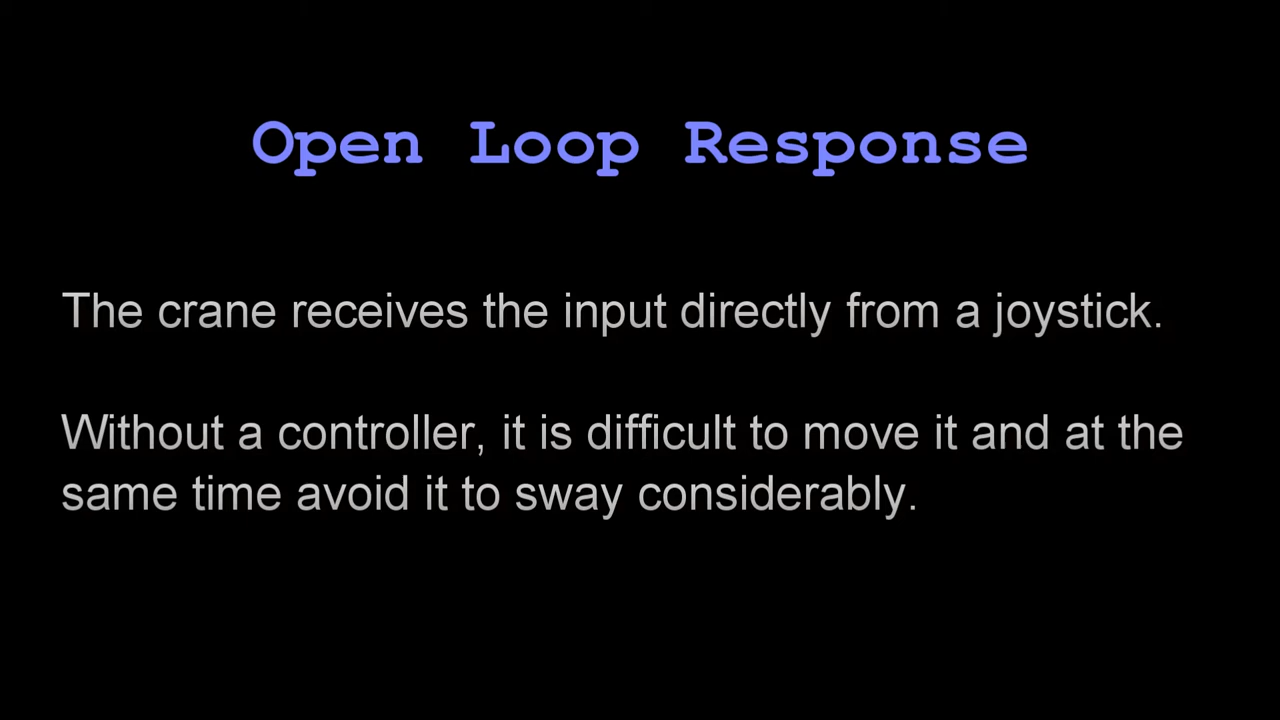 Open Loop Response
The crane receives the input directly from a joystick.
Without a controller, it is difficult to move it and at the
same time avoid it to sway considerably.